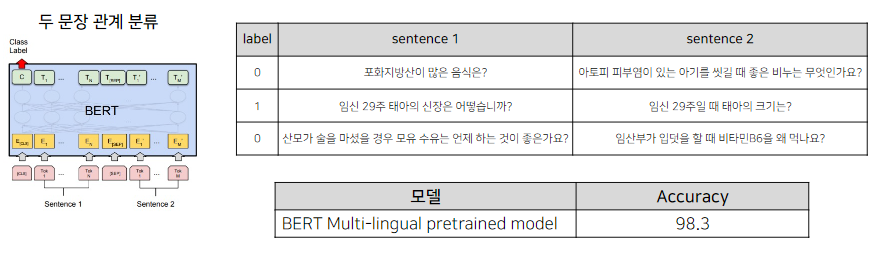 두 문장 관계 분류
Class
Label
C T1 ... TN T[SEP] T1' ... TM'
BERT
E[CLS] E1 ... EN E[SEP] E1' ... EM'
[CLS] Tok 1 ... Tok N [SEP] Tok 1 ... Tok M
Sentence 1 Sentence 2
label sentence 1 sentence 2
0 포화지방산이 많은 음식은? 아토피 피부염이 있는 아기를 씻길 때 좋은 비누는 무엇인가요?
1 임신 29주 태아의 신장은 어떻습니까? 임신 29주일 때 태아의 크기는?
0 산모가 술을 마셨을 경우 모유 수유는 언제 하는 것이 좋은가요? 임산부가 입덧을 할 때 비타민B6을 왜 먹나요?
모델 Accuracy
BERT Multi-lingual pretrained model 98.3